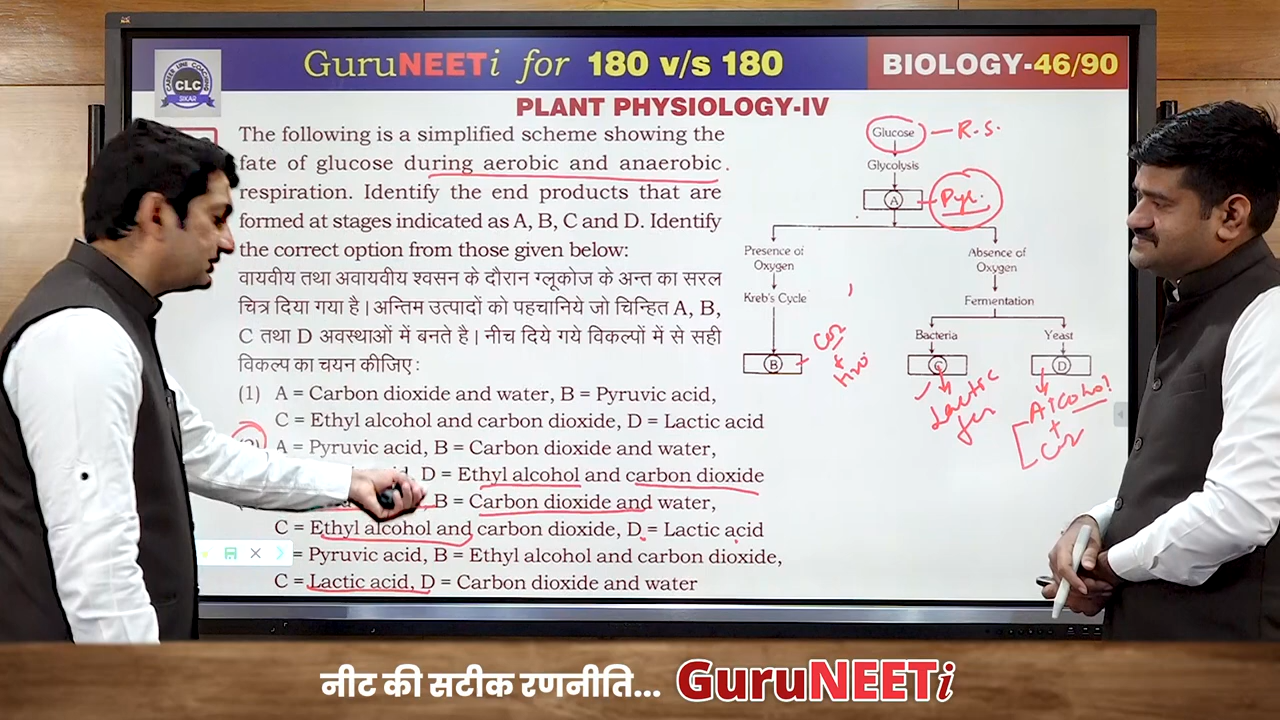 GuruNEETi for 180 v/s 180
BIOLOGY-46/90
CAREER LINE COACHING
CLC
SIKAR
PLANT PHYSIOLOGY-IV
The following is a simplified scheme showing the
fate of glucose during aerobic and anaerobic
respiration. Identify the end products that are
formed at stages indicated as A, B, C and D. Identify
the correct option from those given below:
वायवीय तथा अवायवीय श्वसन के दौरान ग्लूकोज के अन्त का सरल
चित्र दिया गया है। अन्तिम उत्पादों को पहचानिये जो चिन्हित A, B,
C तथा D अवस्थाओं में बनते है। नीच दिये गये विकल्पों में से सही
विकल्प का चयन कीजिए :
(1) A = Carbon dioxide and water, B = Pyruvic acid,
C = Ethyl alcohol and carbon dioxide, D = Lactic acid
(2) A = Pyruvic acid, B = Carbon dioxide and water,
D = Ethyl alcohol and carbon dioxide
B = Carbon dioxide and water,
C = Ethyl alcohol and carbon dioxide, D = Lactic acid
= Pyruvic acid, B = Ethyl alcohol and carbon dioxide,
C = Lactic acid, D = Carbon dioxide and water
Glucose – R.S.
Glycolysis
A Pyr.
Presence of
Oxygen
Absence of
Oxygen
Kreb's Cycle
Fermentation
Bacteria
Yeast
B
C
D
CO2
+
H2O
Lactic
Alcohol
+
CO2
नीट की सटीक रणनीति... GuruNEETi